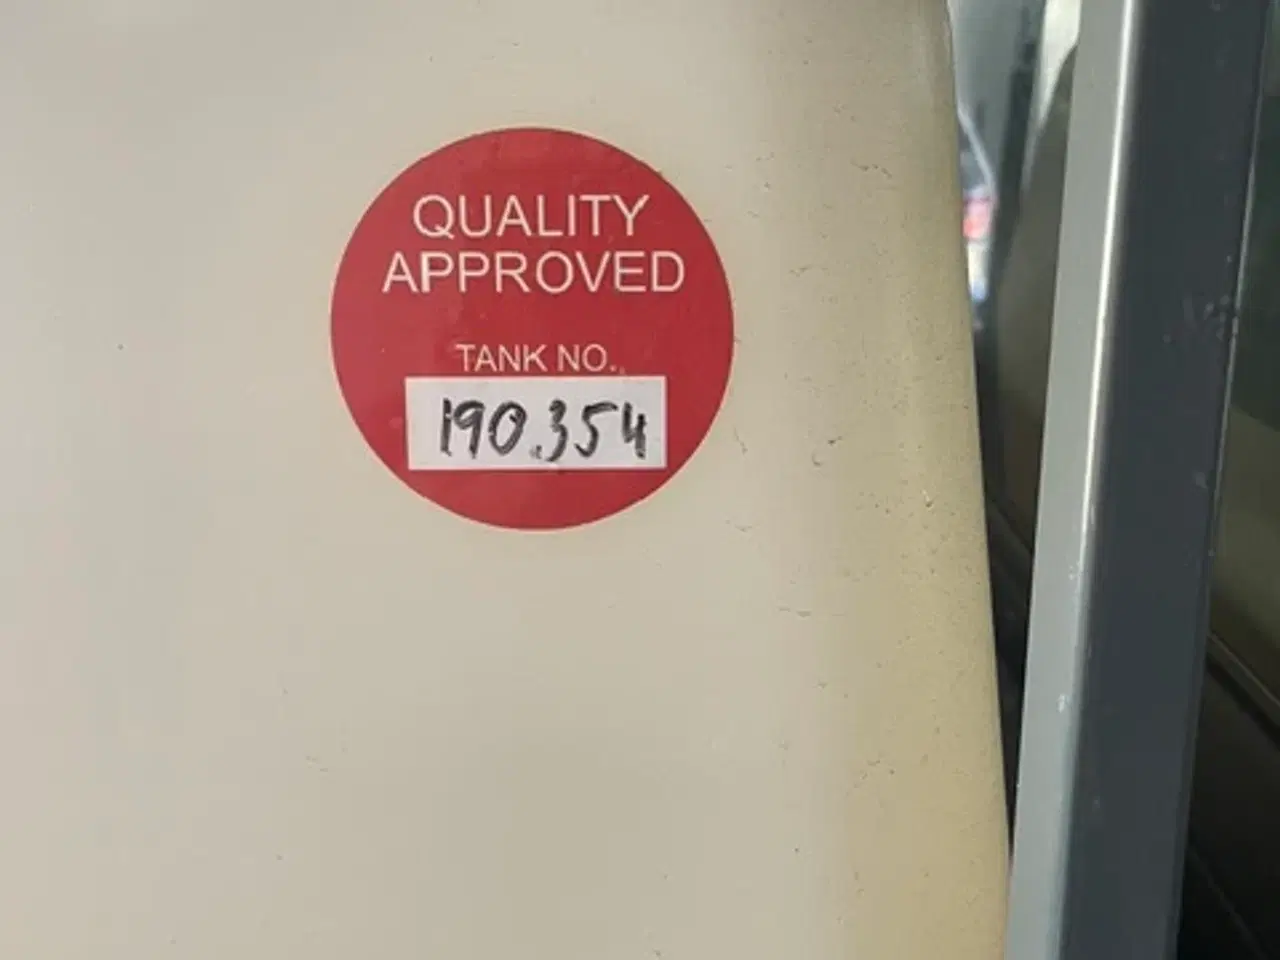 QUALITY
APPROVED
TANK NO.
190.354